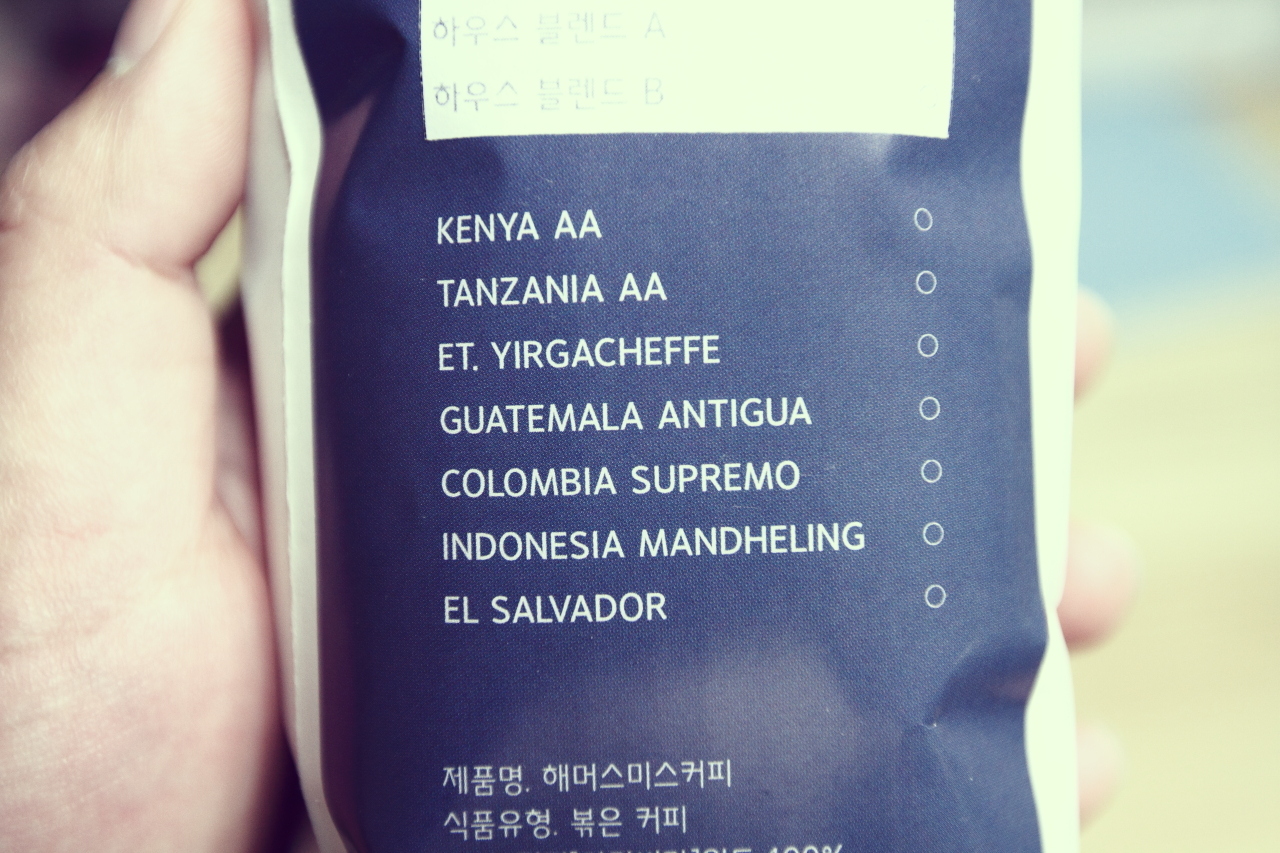 하우스 블렌드 A
하우스 블렌드 B
KENYA AA
TANZANIA AA
ET. YIRGACHEFFE
GUATEMALA ANTIGUA
COLOMBIA SUPREMO
INDONESIA MANDHELING
EL SALVADOR
제품명. 해머스미스커피
식품유형. 볶은 커피
100%